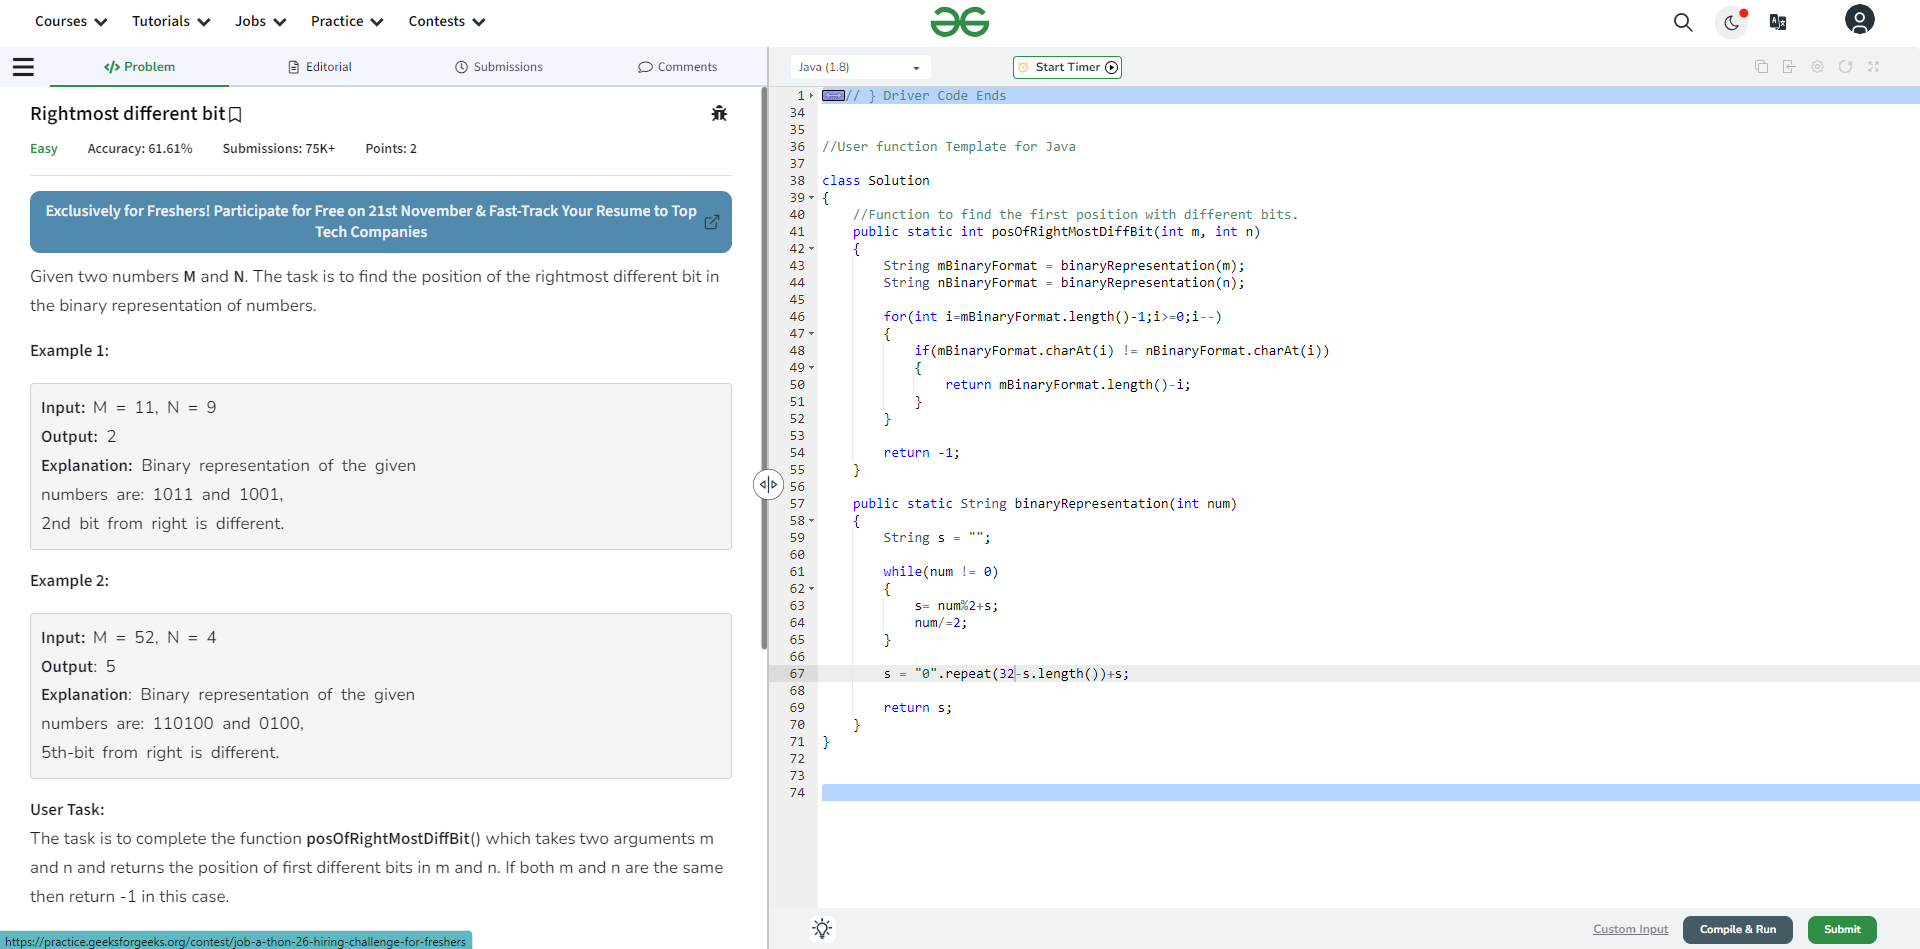 Courses Tutorials Jobs Practice Contests
Problem Editorial Submissions Comments
Rightmost different bit
Easy Accuracy: 61.61% Submissions: 75K+ Points: 2
Exclusively for Freshers! Participate for Free on 21st November & Fast-Track Your Resume to Top
Tech Companies
Given two numbers M and N. The task is to find the position of the rightmost different bit in
the binary representation of numbers.
Example 1:
Input: M = 11, N = 9
Output: 2
Explanation: Binary representation of the given
numbers are: 1011 and 1001,
2nd bit from right is different.
Example 2:
Input: M = 52, N = 4
Output: 5
Explanation: Binary representation of the given
numbers are: 110100 and 0100,
5th-bit from right is different.
User Task:
The task is to complete the function posOfRightMostDiffBit() which takes two arguments m
and n and returns the position of first different bits in m and n. If both m and n are the same
then return -1 in this case.
https://practice.geeksforgeeks.org/contest/job-a-thon-26-hiring-challenge-for-freshers
Java (1.8) Start Timer
1 // } Driver Code Ends
34
35
36 //User function Template for Java
37
38 class Solution
39 {
40 //Function to find the first position with different bits.
41 public static int posOfRightMostDiffBit(int m, int n)
42 {
43 String mBinaryFormat = binaryRepresentation(m);
44 String nBinaryFormat = binaryRepresentation(n);
45
46 for(int i=mBinaryFormat.length()-1;i>=0;i--)
47 {
48 if(mBinaryFormat.charAt(i) != nBinaryFormat.charAt(i))
49 {
50 return mBinaryFormat.length()-i;
51 }
52 }
53
54 return -1;
55 }
56
57 public static String binaryRepresentation(int num)
58 {
59 String s = "";
60
61 while(num != 0)
62 {
63 s= num%2+s;
64 num/=2;
65 }
66
67 s = "0".repeat(32-s.length())+s;
68
69 return s;
70 }
71 }
72
73
74
Custom Input Compile & Run Submit